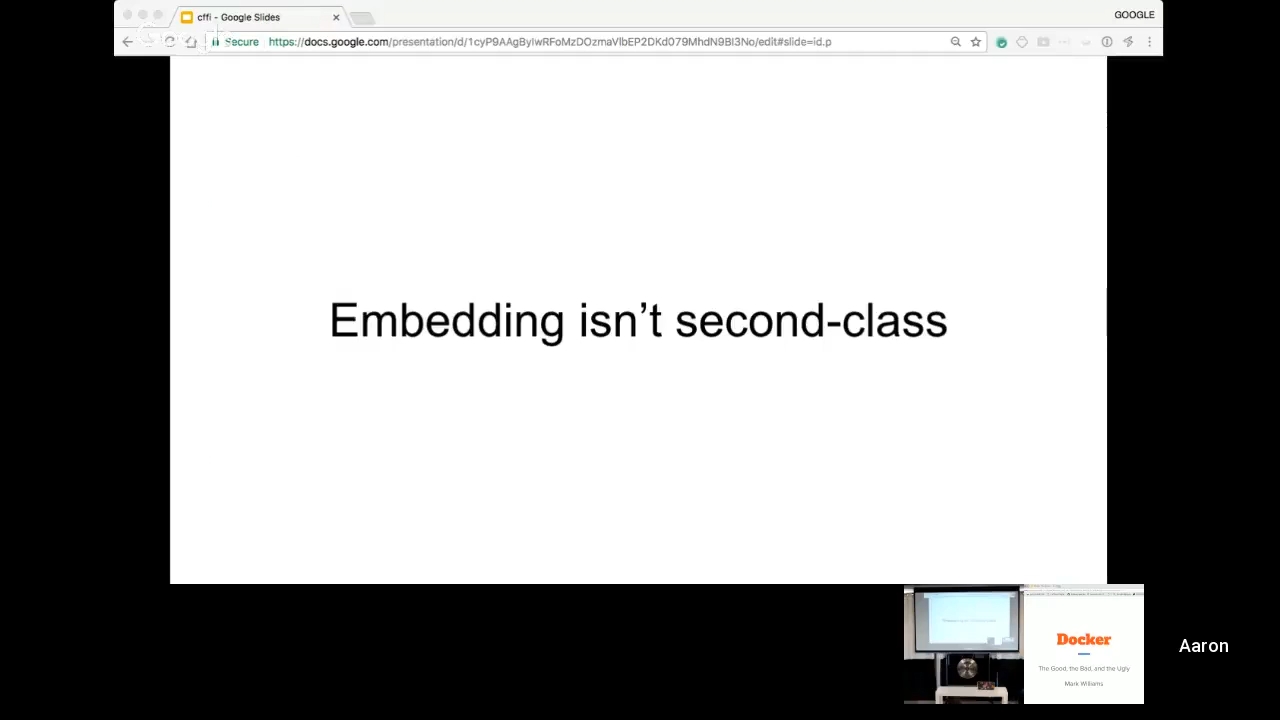 cffi - Google Slides
GOOGLE
Secure https://docs.google.com/presentation/d/1cyP9AAgBylwRFoMzDOzmaVlbEP2DKd079MhdN9Bl3No/edit#slide=id.p
Embedding isn’t second-class
Docker
The Good, the Bad, and the Ugly
Mark Williams
Aaron